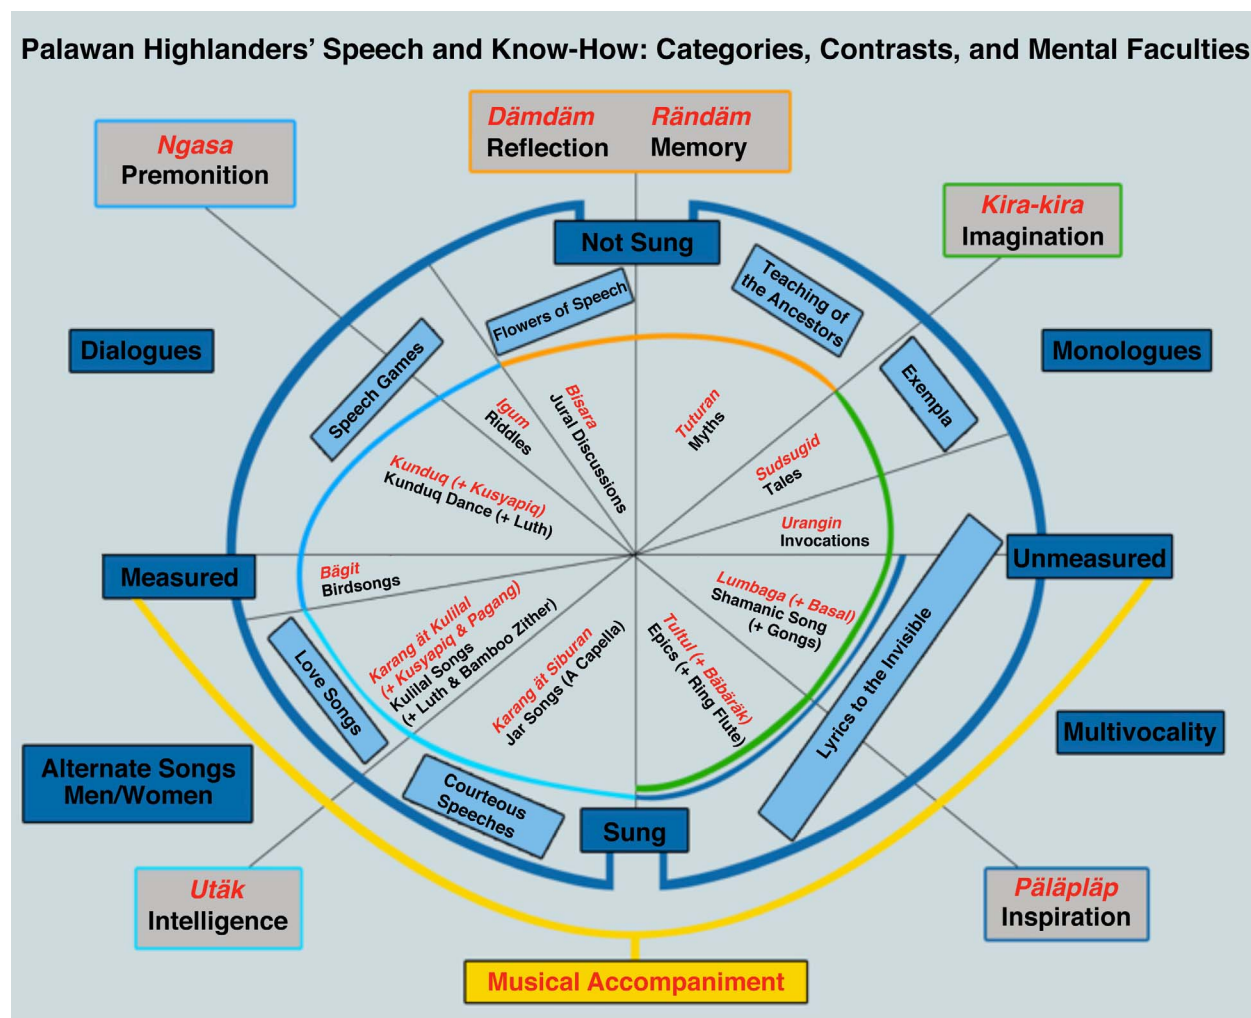 Palawan Highlanders’ Speech and Know-How: Categories, Contrasts, and Mental Faculties
Ngasa
Premonition
Dämdäm Rändäm
Reflection Memory
Kira-kira
Imagination
Not Sung
Dialogues
Monologues
Speech Games
Flowers of Speech
Teaching of
the Ancestors
Exempla
Igum
Riddles
Bisara
Jural Discussions
Tuturan
Myths
Sudsugid
Tales
Kunduq (+ Kusyapiq)
Kunduq Dance (+ Luth)
Urangin
Invocations
Measured
Unmeasured
Bägit
Birdsongs
Lumbaga (+ Basal)
Shamanic Song
(+ Gongs)
Karang ät Kulilal
(+ Kusyapiq & Pagang)
Kulilal Songs
(+ Luth & Bamboo Zither)
Karang ät Siburan
Jar Songs (A Capella)
Tultul (+ Bäbäräk)
Epics (+ Ring Flute)
Love Songs
Courteous
Speeches
Lyrics to the Invisible
Sung
Alternate Songs
Men/Women
Multivocality
Utäk
Intelligence
Päläpläp
Inspiration
Musical Accompaniment